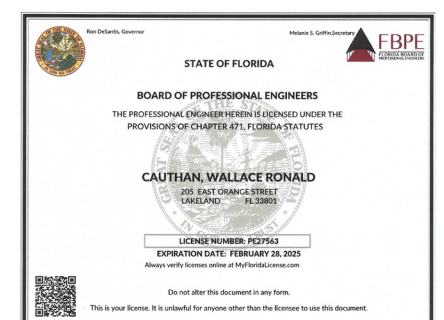 Ron DeSantis, Governor
Melanie S. Griffin,Secretary
FBPE
FLORIDA BOARD OF
PROFESSIONAL ENGINEERS
STATE OF FLORIDA
BOARD OF PROFESSIONAL ENGINEERS
THE PROFESSIONAL ENGINEER HEREIN IS LICENSED UNDER THE
PROVISIONS OF CHAPTER 471, FLORIDA STATUTES
CAUTHAN, WALLACE RONALD
205 EAST ORANGE STREET
LAKELAND FL 33801
LICENSE NUMBER: PE27563
EXPIRATION DATE: FEBRUARY 28, 2025
Always verify licenses online at MyFloridaLicense.com
Do not alter this document in any form.
This is your license. It is unlawful for anyone other than the licensee to use this document.